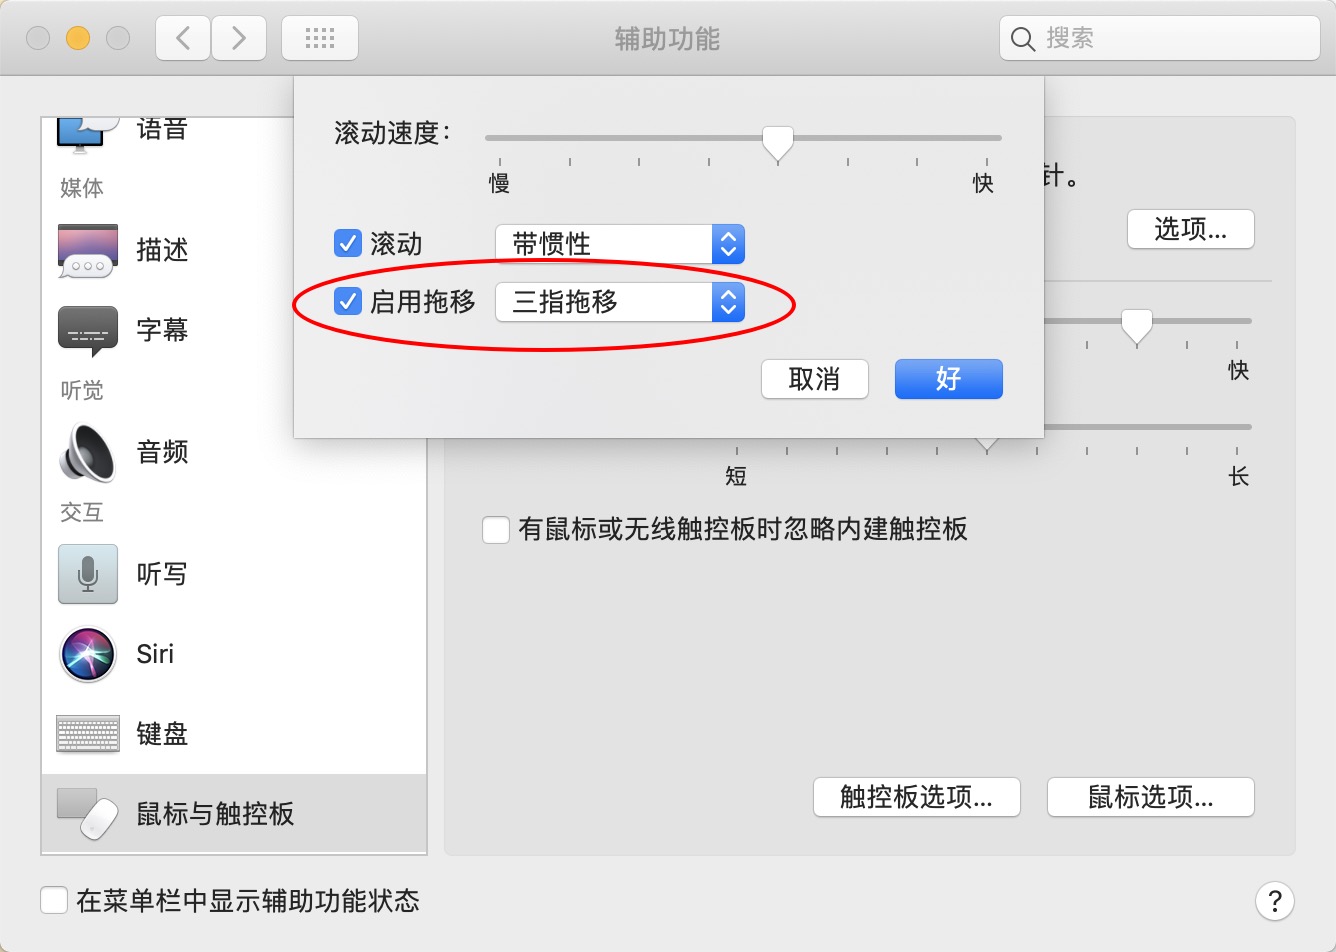 辅助功能
搜索
语音
媒体
描述
字幕
听觉
音频
交互
听写
Siri
键盘
鼠标与触控板
滚动速度：
慢
快
滚动
带惯性
启用拖移
三指拖移
取消
好
针。
选项...
快
短
长
有鼠标或无线触控板时忽略内建触控板
触控板选项...
鼠标选项...
在菜单栏中显示辅助功能状态
?